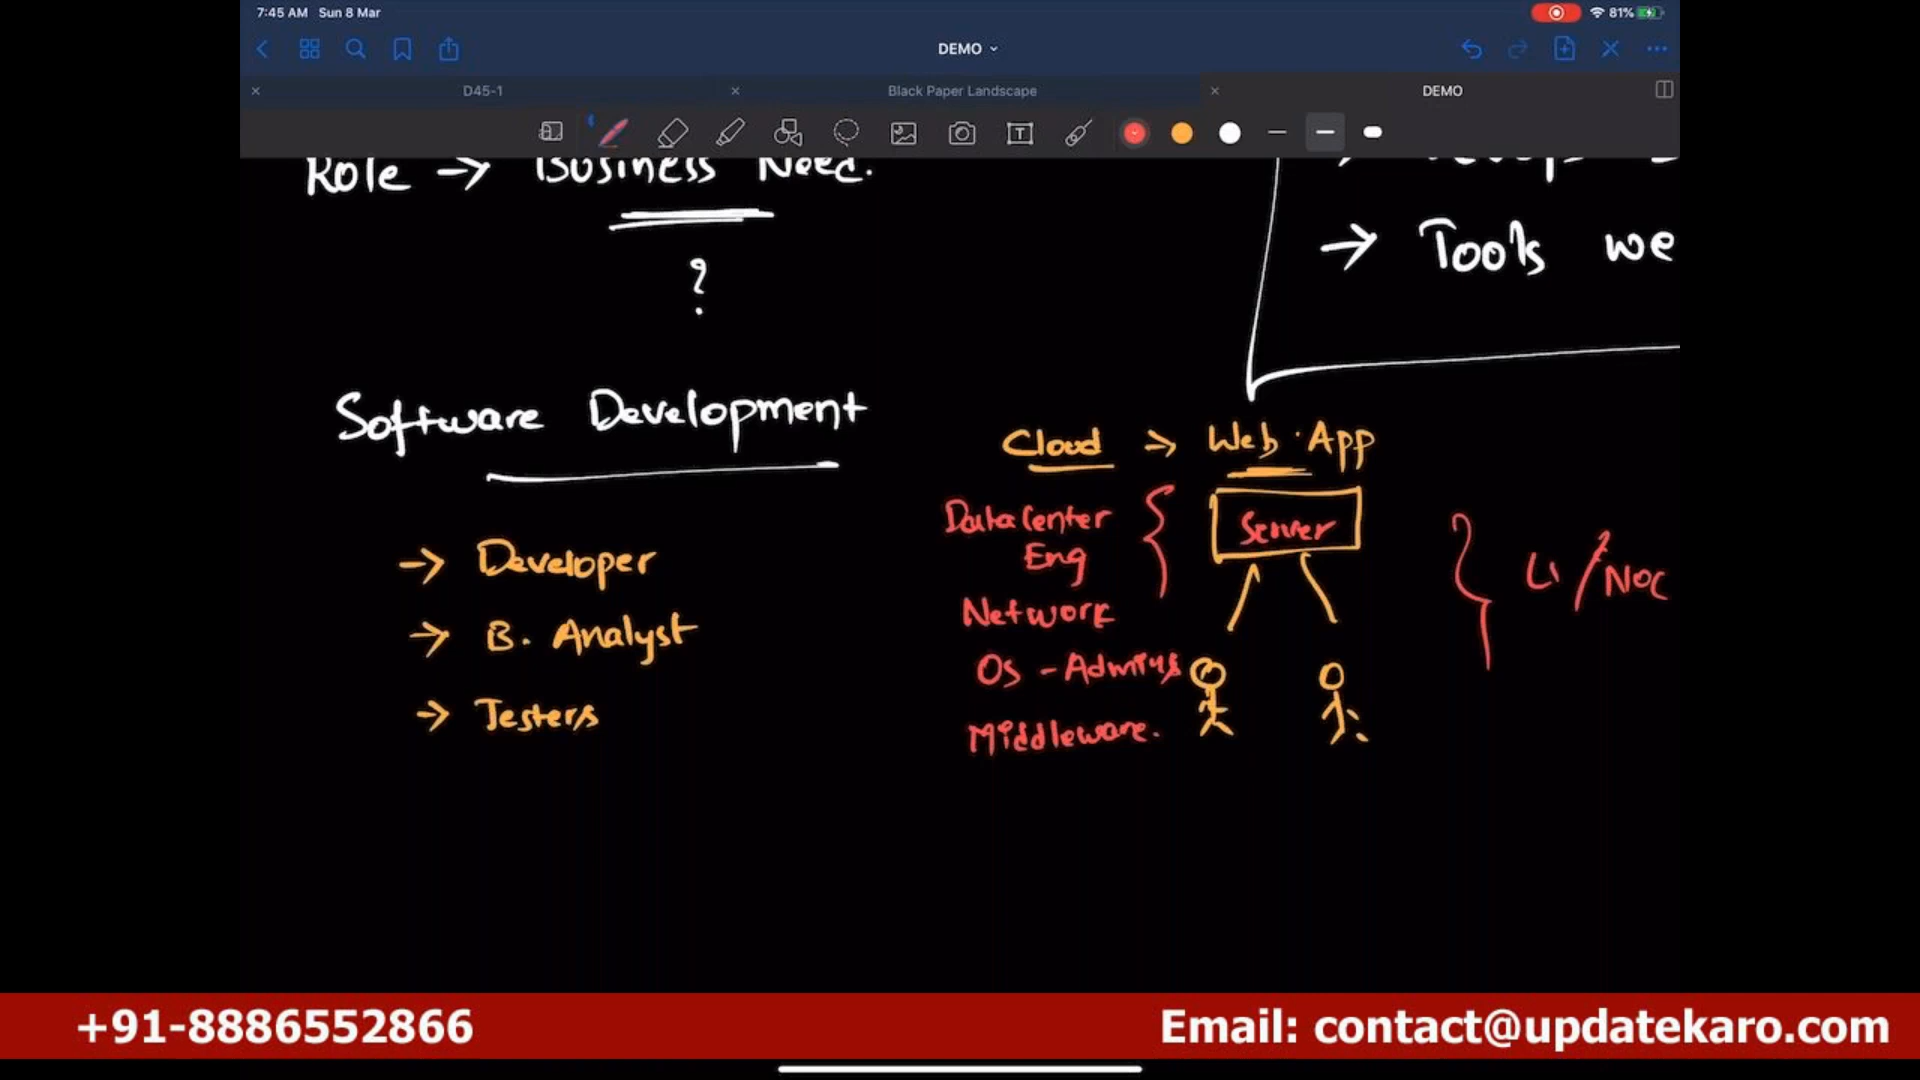 7:45 AM Sun 8 Mar
81%
DEMO
D45-1
Black Paper Landscape
DEMO
Role → Business Need.
?
→ Tools we
Software Development
→ Developer
→ B. Analyst
→ Testers
Cloud → Web App
Server
DataCenter
Eng
Network
OS - Admins
Middleware.
L1 / NOC
+91-8886552866
Email: contact@updatekaro.com